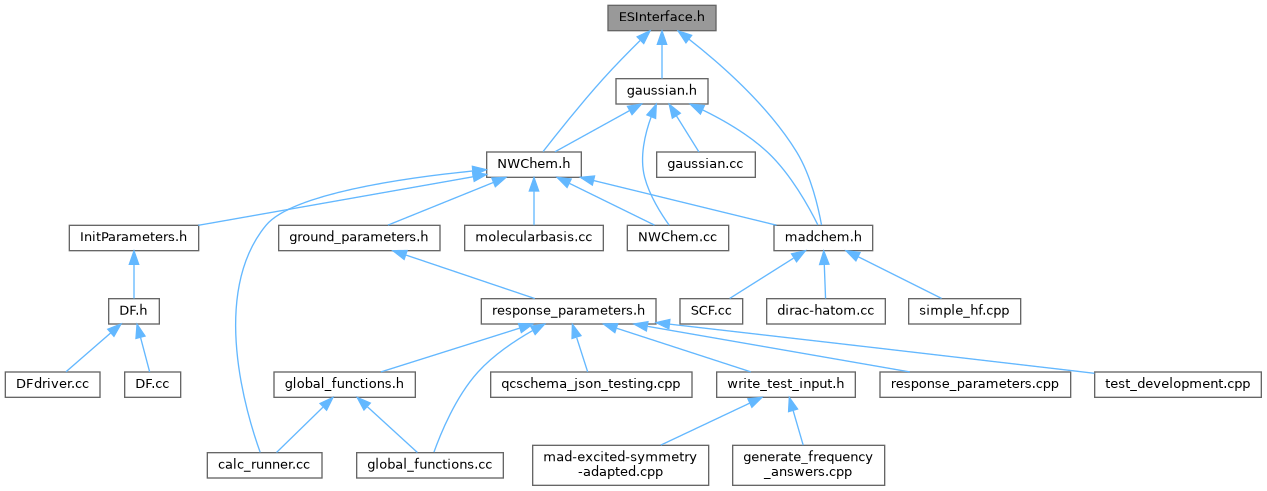 ESInterface.h
gaussian.h
NWChem.h
gaussian.cc
InitParameters.h
ground_parameters.h
molecularbasis.cc
NWChem.cc
madchem.h
DF.h
response_parameters.h
SCF.cc
dirac-hatom.cc
simple_hf.cpp
DFdriver.cc
DF.cc
global_functions.h
qcschema_json_testing.cpp
write_test_input.h
response_parameters.cpp
test_development.cpp
calc_runner.cc
global_functions.cc
mad-excited-symmetry
-adapted.cpp
generate_frequency
_answers.cpp